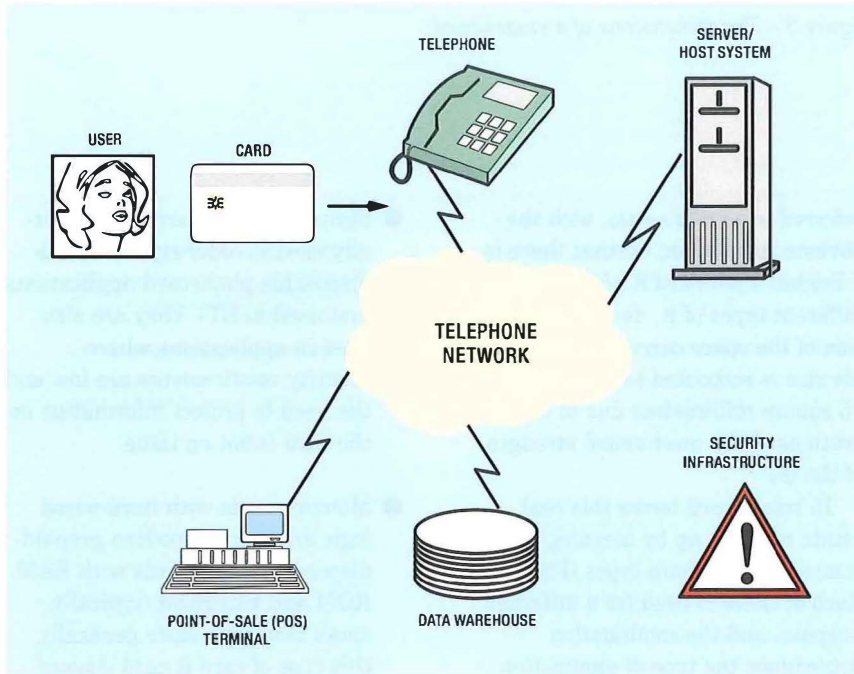 TELEPHONE
SERVER/
HOST SYSTEM
USER
CARD
TELEPHONE
NETWORK
SECURITY
INFRASTRUCTURE
POINT-OF-SALE (POS)
TERMINAL
DATA WAREHOUSE